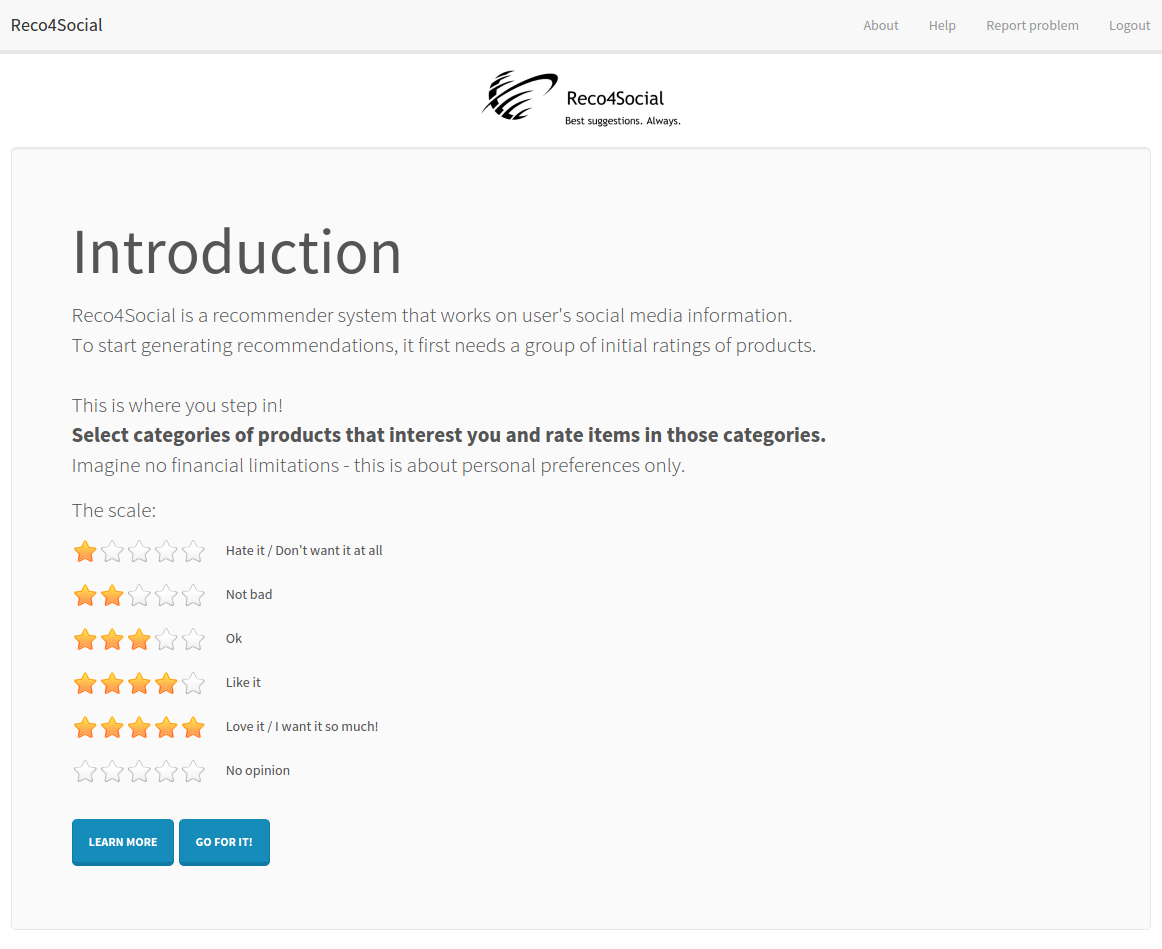 Reco4Social
About Help Report problem Logout
Reco4Social
Best suggestions. Always.
Introduction
Reco4Social is a recommender system that works on user's social media information.
To start generating recommendations, it first needs a group of initial ratings of products.
This is where you step in!
Select categories of products that interest you and rate items in those categories.
Imagine no financial limitations - this is about personal preferences only.
The scale:
Hate it / Don't want it at all
Not bad
Ok
Like it
Love it / I want it so much!
No opinion
LEARN MORE GO FOR IT!